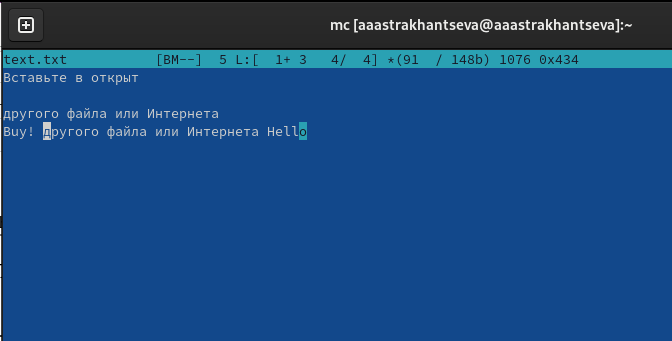 mc [aaastrakhantseva@aaastrakhantseva]:~
text.txt [BM--] 5 L:[ 1+ 3 4/ 4] *(91 / 148b) 1076 0x434
Вставьте в открыт
другого файла или Интернета
Buy! другого файла или Интернета Hello